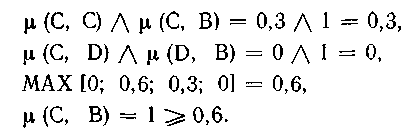 μ (C, C) ∧ μ (C, B) = 0,3 ∧ 1 = 0,3,
μ (C, D) ∧ μ (D, B) = 0 ∧ 1 = 0,
MAX [0; 0,6; 0,3; 0] = 0,6,
μ (C, B) = 1 ⩾ 0,6.